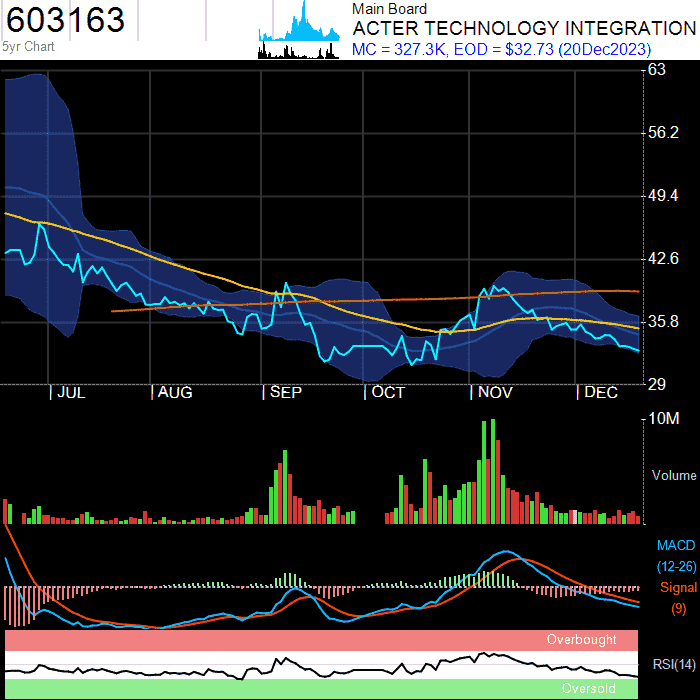 603163
Main Board
ACTER TECHNOLOGY INTEGRATION
5yr Chart
MC = 327.3K, EOD = $32.73 (20Dec2023)
63
56.2
49.4
42.6
35.8
29
| JUL | AUG | SEP | OCT | NOV | DEC
10M
Volume
MACD
(12-26)
Signal
(9)
Overbought
RSI(14)
Oversold